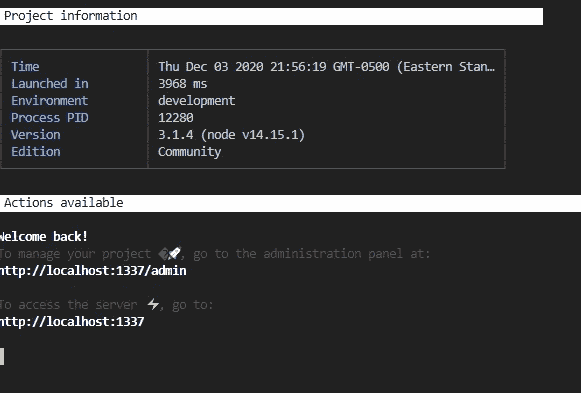 Project information
Time Thu Dec 03 2020 21:56:19 GMT-0500 (Eastern Stan…
Launched in 3968 ms
Environment development
Process PID 12280
Version 3.1.4 (node v14.15.1)
Edition Community
Actions available
Welcome back!
To manage your project �🚀, go to the administration panel at:
http://localhost:1337/admin
To access the server ⚡, go to:
http://localhost:1337